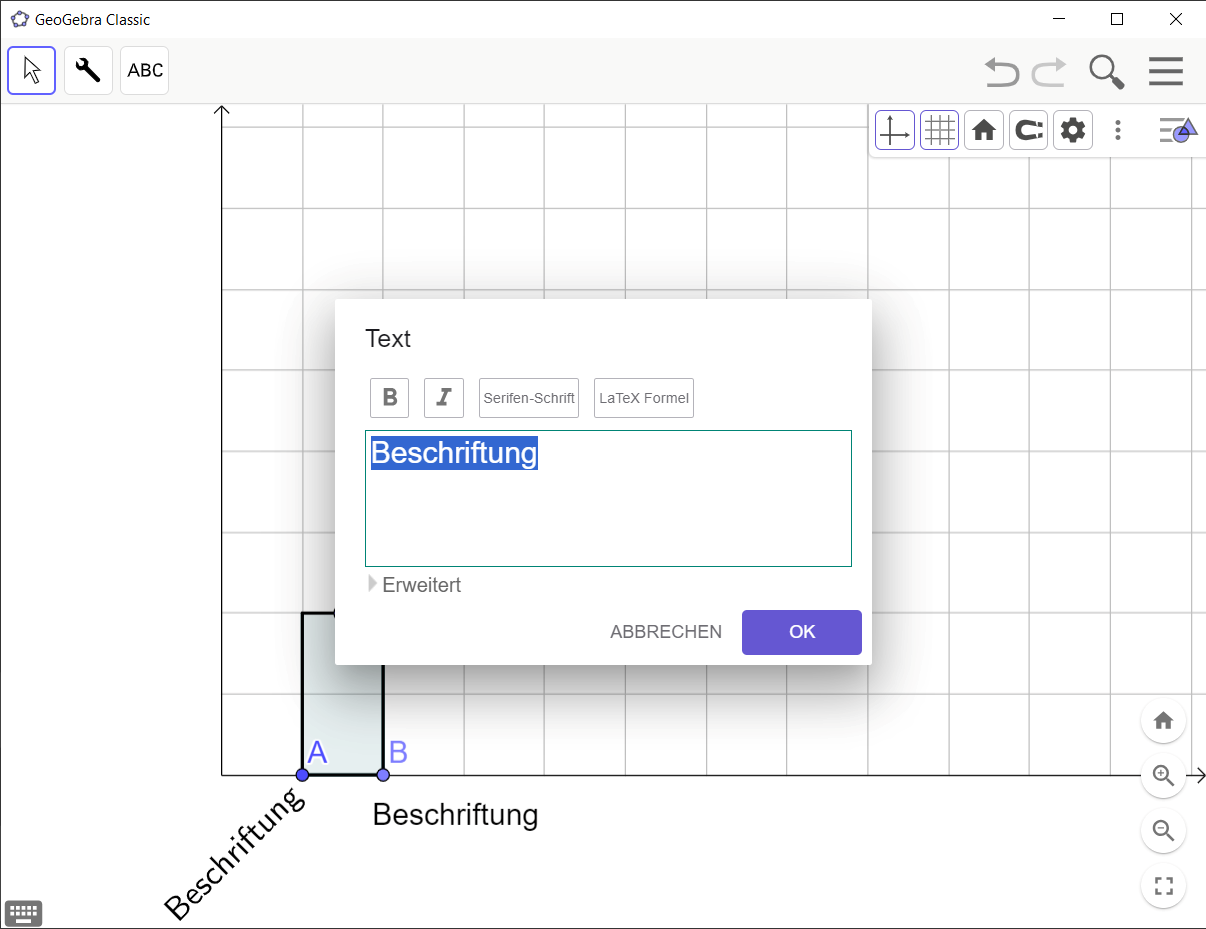 GeoGebra Classic
ABC
Text
B I Serifen-Schrift LaTeX Formel
Beschriftung
Erweitert
ABBRECHEN OK
A B
Beschriftung
Beschriftung